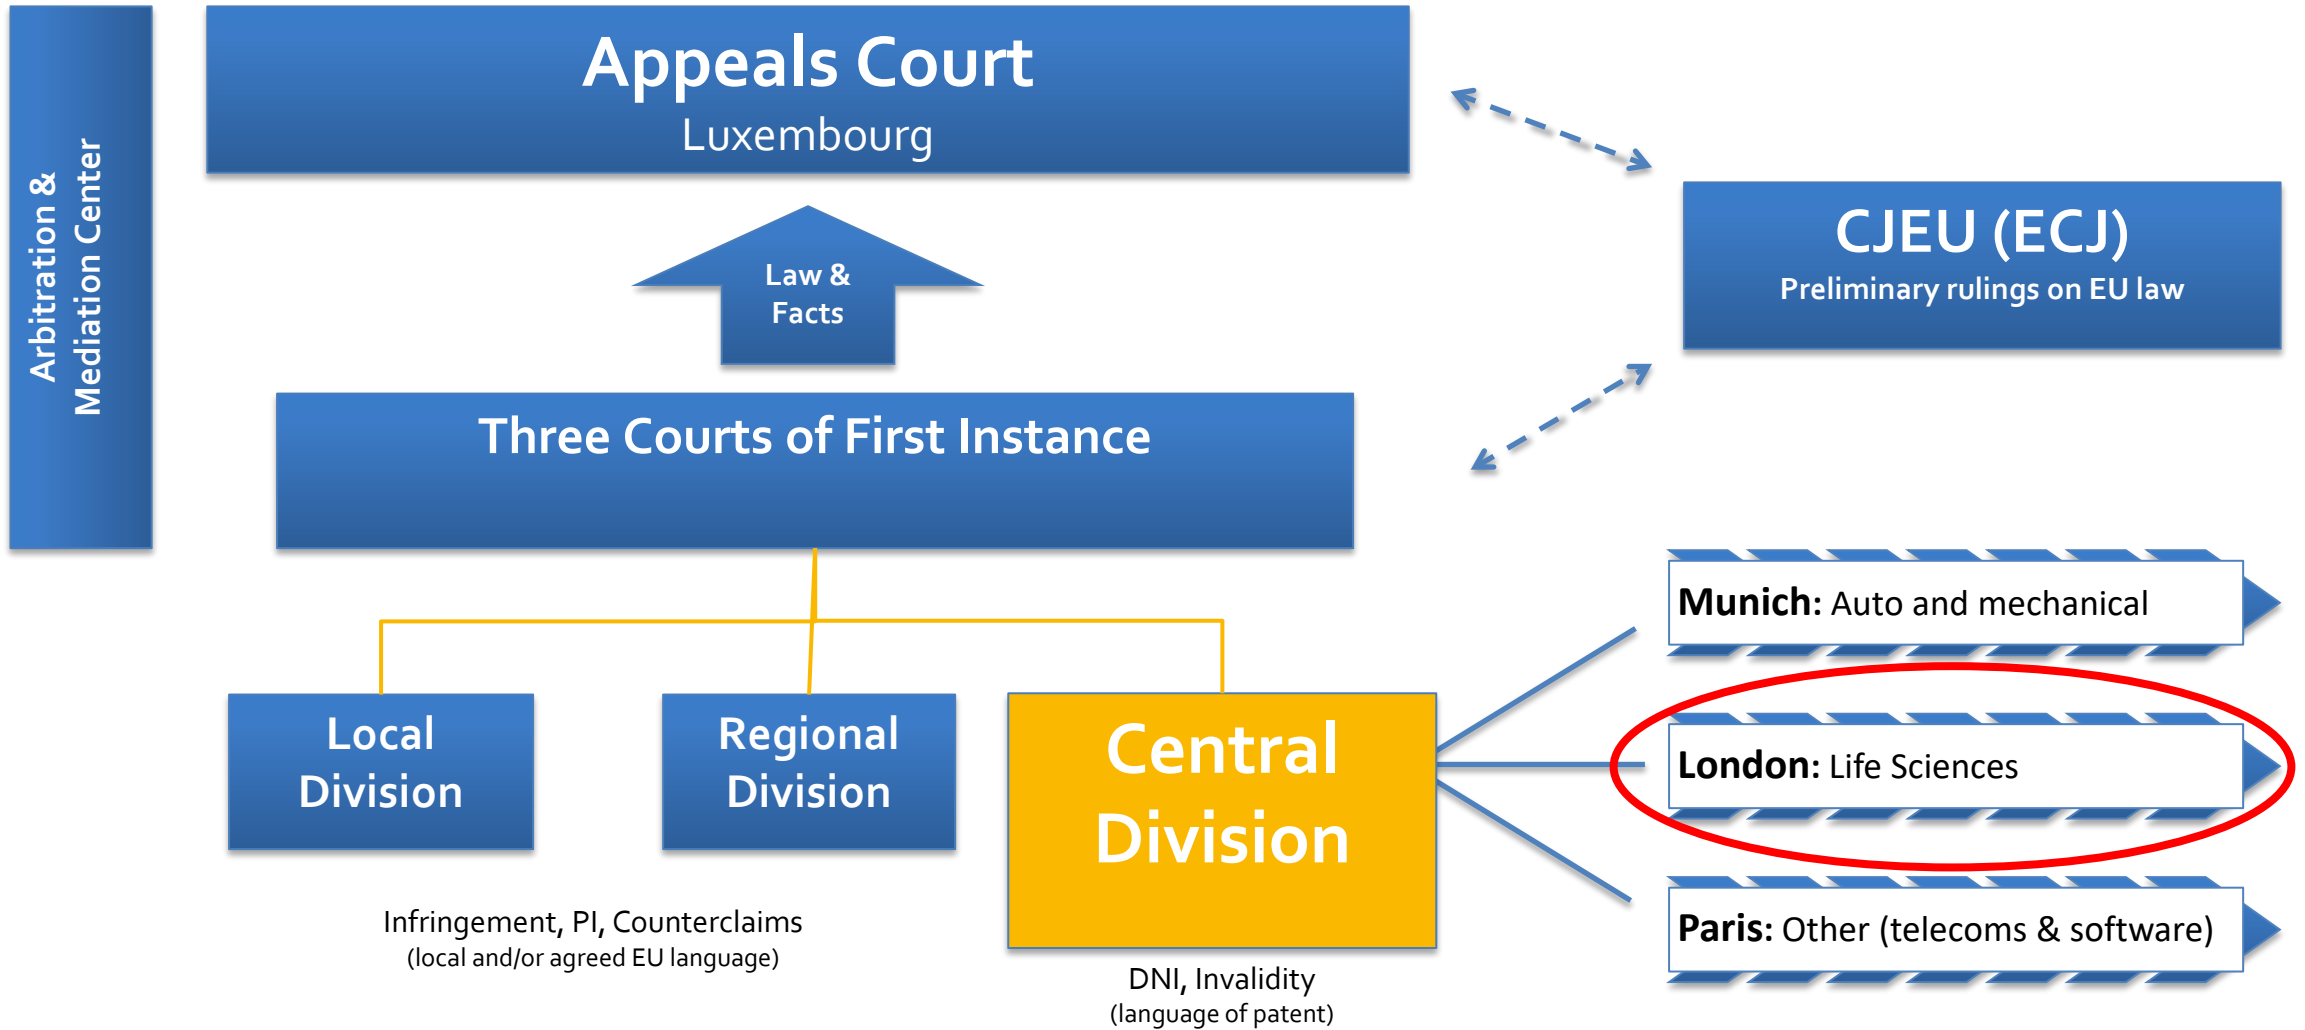 Arbitration &
Mediation Center
Appeals Court
Luxembourg
Law &
Facts
CJEU (ECJ)
Preliminary rulings on EU law
Three Courts of First Instance
Local
Division
Regional
Division
Central
Division
Infringement, PI, Counterclaims
(local and/or agreed EU language)
DNI, Invalidity
(language of patent)
Munich: Auto and mechanical
London: Life Sciences
Paris: Other (telecoms & software)